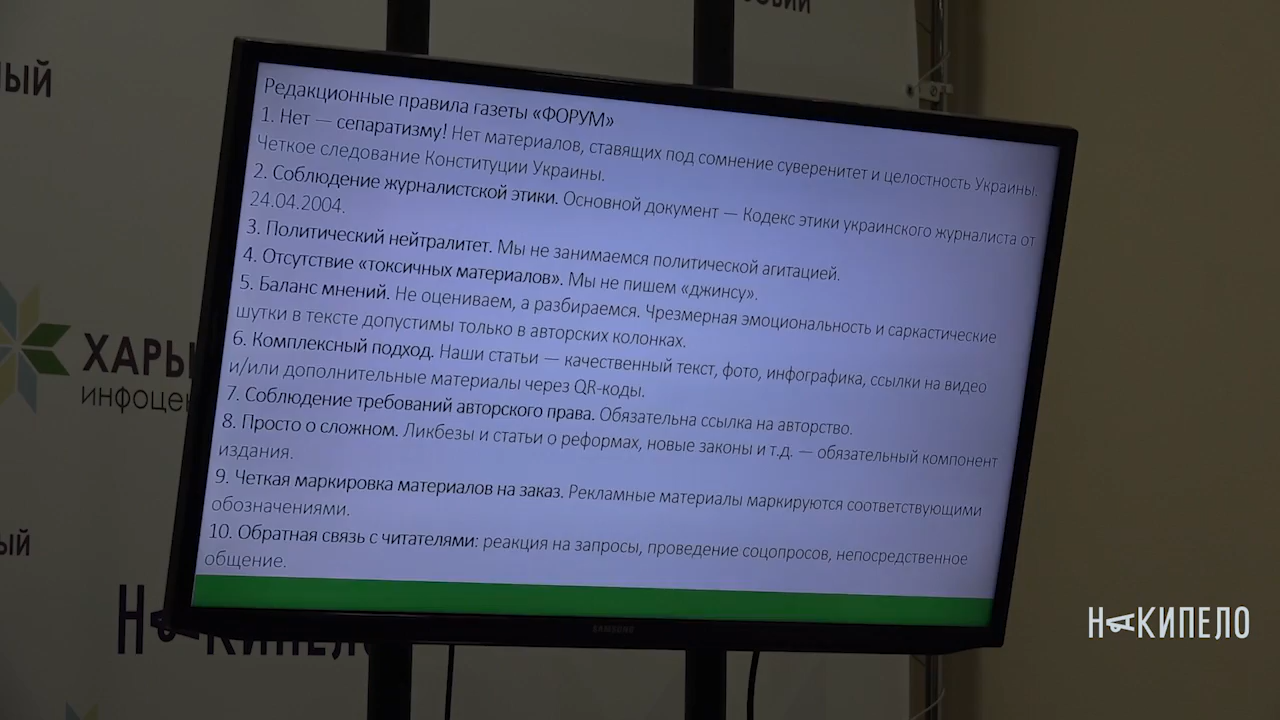 НЫЙ
ОВИЙ
Редакционные правила газеты «ФОРУМ»
1. Нет — сепаратизму! Нет материалов, ставящих под сомнение суверенитет и целостность Украины.
Четкое следование Конституции Украины.
2. Соблюдение журналистской этики. Основной документ — Кодекс этики украинского журналиста от
24.04.2004.
3. Политический нейтралитет. Мы не занимаемся политической агитацией.
4. Отсутствие «токсичных материалов». Мы не пишем «джинсу».
5. Баланс мнений. Не оцениваем, а разбираемся. Чрезмерная эмоциональность и саркастические
шутки в тексте допустимы только в авторских колонках.
6. Комплексный подход. Наши статьи — качественный текст, фото, инфографика, ссылки на видео
и/или дополнительные материалы через QR-коды.
7. Соблюдение требований авторского права. Обязательна ссылка на авторство.
8. Просто о сложном. Ликбезы и статьи о реформах, новые законы и т.д. — обязательный компонент
издания.
9. Четкая маркировка материалов на заказ. Рекламные материалы маркируются соответствующими
обозначениями.
10. Обратная связь с читателями: реакция на запросы, проведение соцопросов, непосредственное
общение.
SAMSUNG
ХАРЬ
инфоцен
ЫЙ
НАКИПЕЛО
НАКИПЕЛО